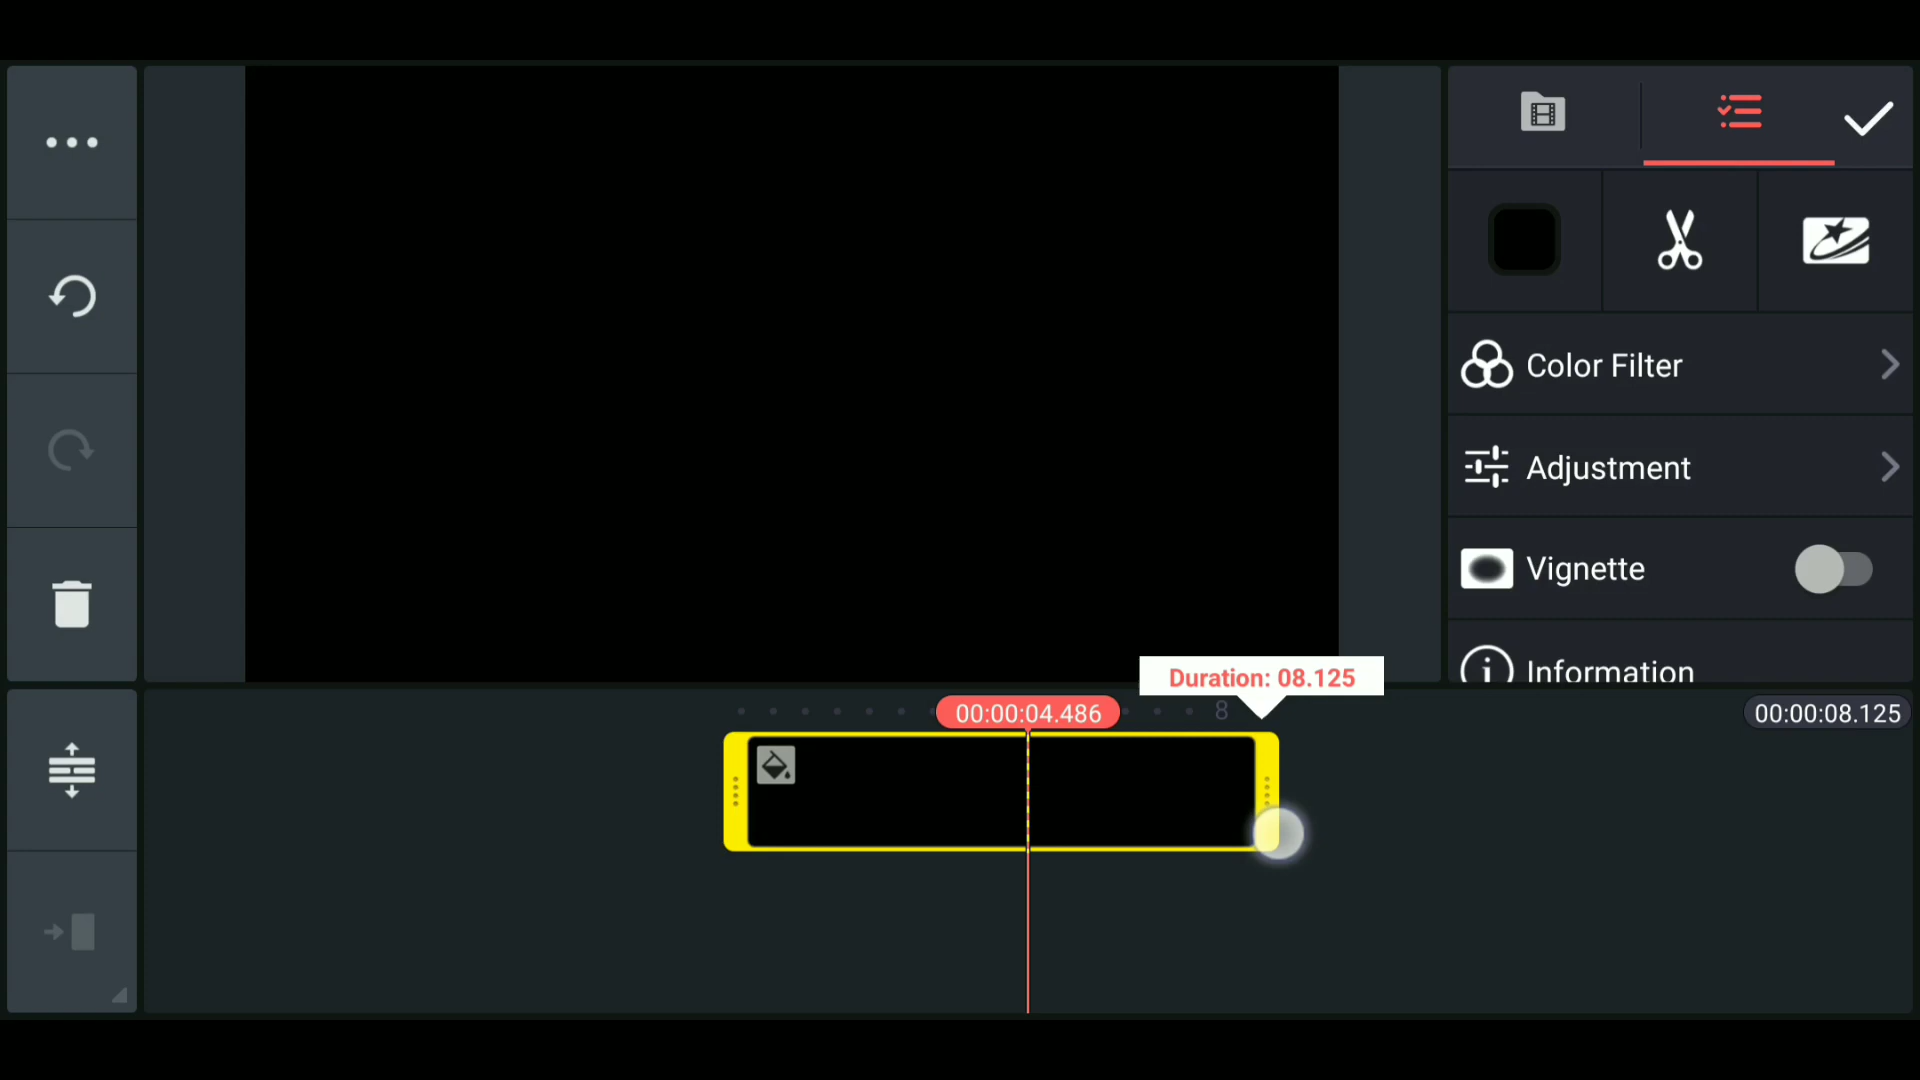 Color Filter
Adjustment
Vignette
Information
Duration: 08.125
00:00:04.486
8
00:00:08.125